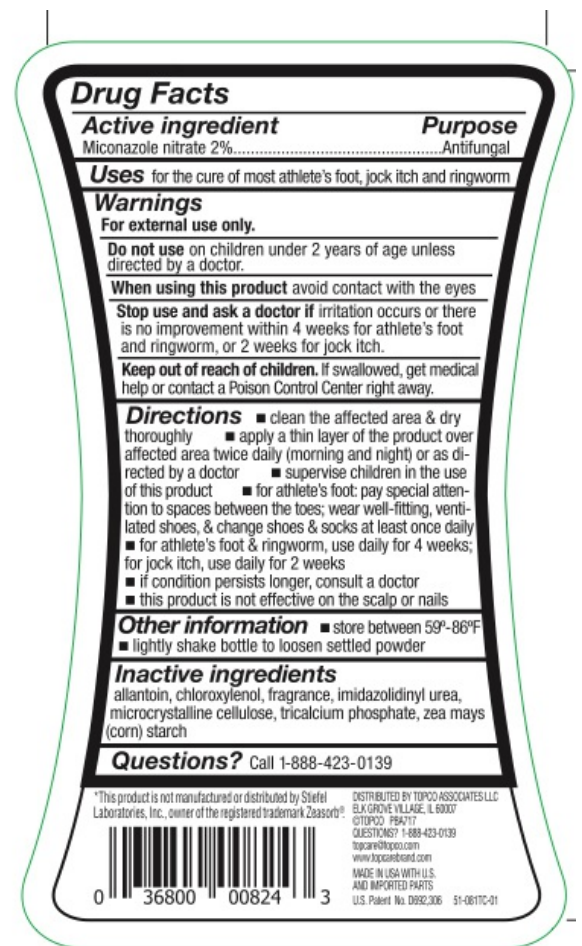 Drug Facts
Active ingredient Purpose
Miconazole nitrate 2%................................................Antifungal
Uses for the cure of most athlete's foot, jock itch and ringworm
Warnings
For external use only.
Do not use on children under 2 years of age unless
directed by a doctor.
When using this product avoid contact with the eyes
Stop use and ask a doctor if irritation occurs or there
is no improvement within 4 weeks for athlete's foot
and ringworm, or 2 weeks for jock itch.
Keep out of reach of children. If swallowed, get medical
help or contact a Poison Control Center right away.
Directions ■ clean the affected area & dry
thoroughly ■ apply a thin layer of the product over
affected area twice daily (morning and night) or as di-
rected by a doctor ■ supervise children in the use
of this product ■ for athlete's foot: pay special atten-
tion to spaces between the toes; wear well-fitting, venti-
lated shoes, & change shoes & socks at least once daily
■ for athlete's foot & ringworm, use daily for 4 weeks;
for jock itch, use daily for 2 weeks
■ if condition persists longer, consult a doctor
■ this product is not effective on the scalp or nails
Other information ■ store between 59º-86ºF
■ lightly shake bottle to loosen settled powder
Inactive ingredients
allantoin, chloroxylenol, fragrance, imidazolidinyl urea,
microcrystalline cellulose, tricalcium phosphate, zea mays
(corn) starch
Questions? Call 1-888-423-0139
*This product is not manufactured or distributed by Stiefel
Laboratories, Inc., owner of the registered trademark Zeasorb®.
0 36800 00824 3
DISTRIBUTED BY TOPCO ASSOCIATES LLC
ELK GROVE VILLAGE, IL 60007
©TOPCO PBA717
QUESTIONS? 1-888-423-0139
topcare@topco.com
www.topcarebrand.com
MADE IN USA WITH U.S.
AND IMPORTED PARTS
U.S. Patent No. D692,306 51-081TC-01